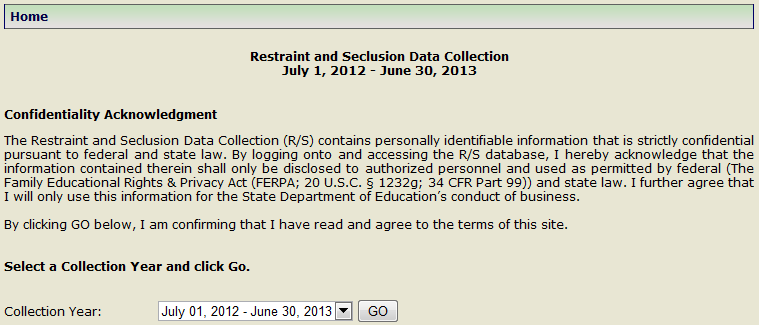 Home
Restraint and Seclusion Data Collection
July 1, 2012 - June 30, 2013
Confidentiality Acknowledgment
The Restraint and Seclusion Data Collection (R/S) contains personally identifiable information that is strictly confidential
pursuant to federal and state law. By logging onto and accessing the R/S database, I hereby acknowledge that the
information contained therein shall only be disclosed to authorized personnel and used as permitted by federal (The
Family Educational Rights & Privacy Act (FERPA; 20 U.S.C. § 1232g; 34 CFR Part 99)) and state law. I further agree that
I will only use this information for the State Department of Education's conduct of business.
By clicking GO below, I am confirming that I have read and agree to the terms of this site.
Select a Collection Year and click Go.
Collection Year: July 01, 2012 - June 30, 2013 GO